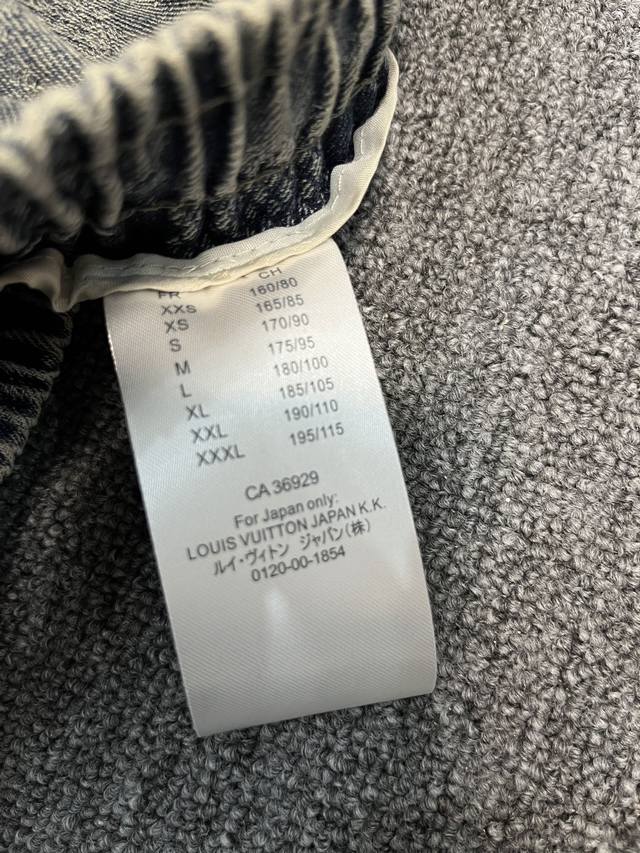 FR CH
XXS 160/80
XS 165/85
S 170/90
M 175/95
L 180/100
XL 185/105
XXL 190/110
XXXL 195/115
CA 36929
For Japan only:
LOUIS VUITTON JAPAN K.K.
ルイ・ヴィトン ジャパン(株)
0120-00-1854